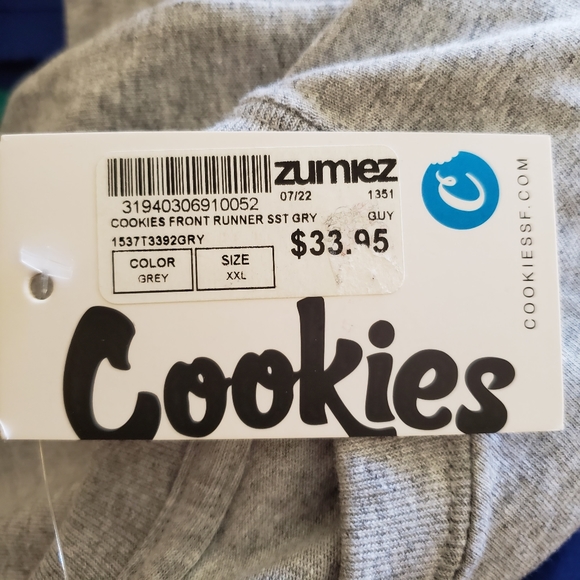 zumiez
31940306910052
07/22 1351
COOKIES FRONT RUNNER SST GRY GUY
1537T3392GRY
$33.95
COLOR
GREY
SIZE
XXL
C
COOKIESSF.COM
Cookies